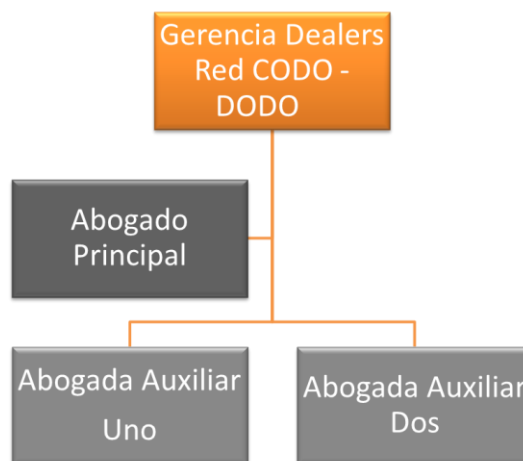 Gerencia Dealers
Red CODO -
DODO
Abogado
Principal
Abogada Auxiliar
Uno
Abogada Auxiliar
Dos